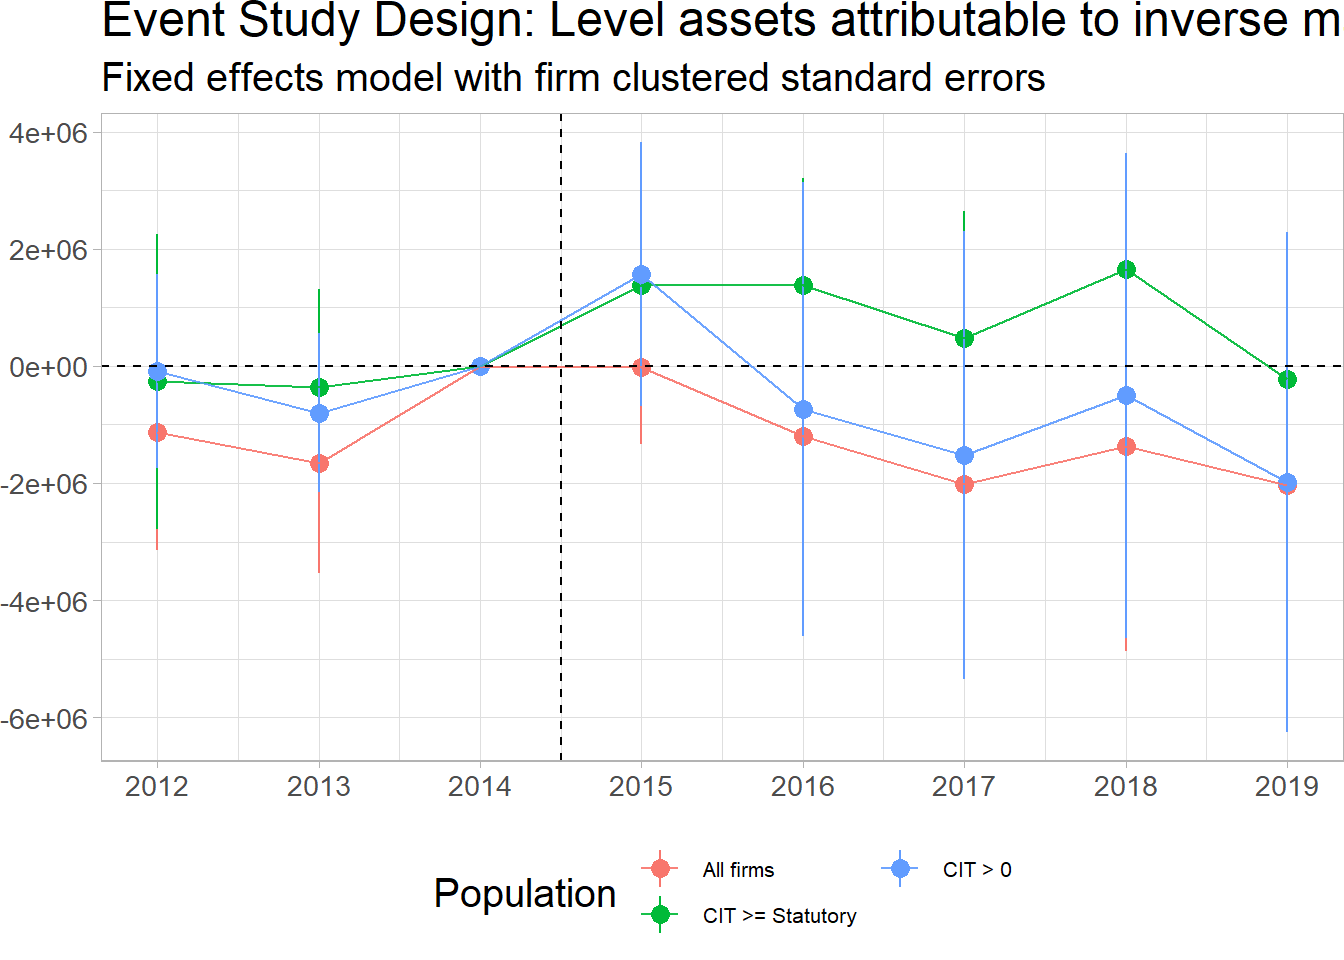 Event Study Design: Level assets attributable to inverse m
Fixed effects model with firm clustered standard errors
4e+06
2e+06
0e+00
-2e+06
-4e+06
-6e+06
2012 2013 2014 2015 2016 2017 2018 2019
Population
All firms
CIT > 0
CIT >= Statutory